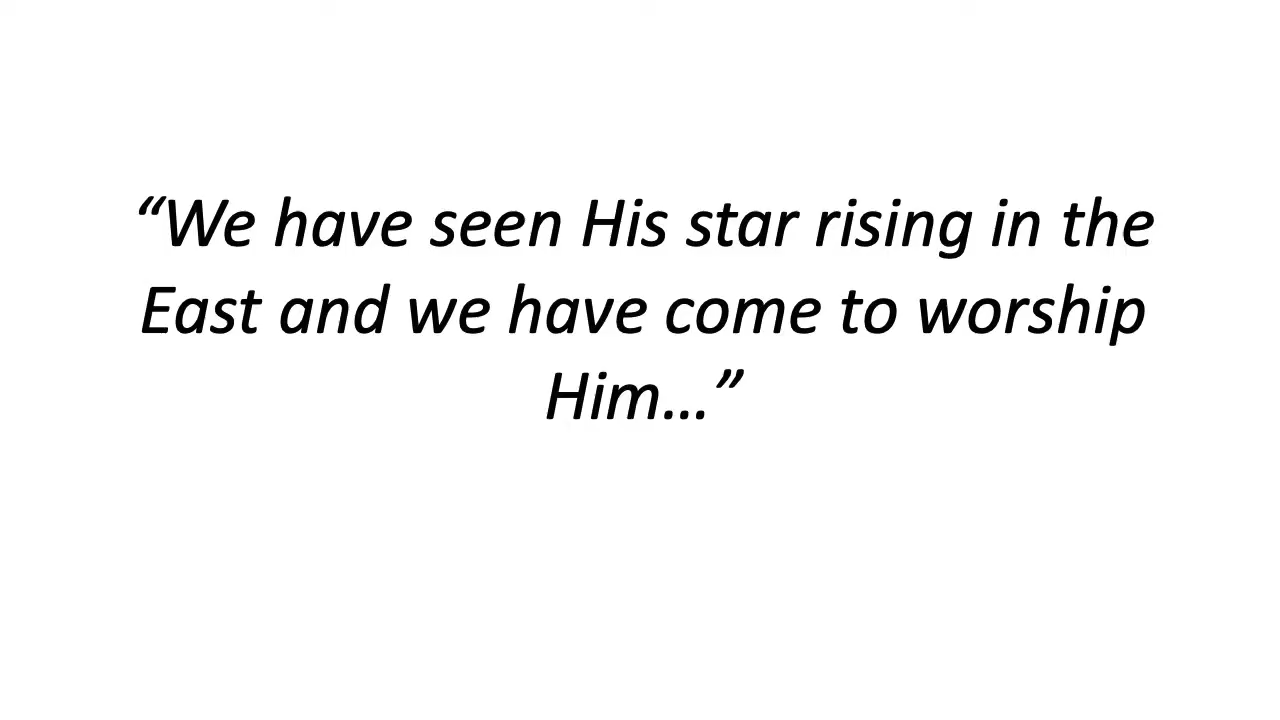 “We have seen His star rising in the
East and we have come to worship
Him…”